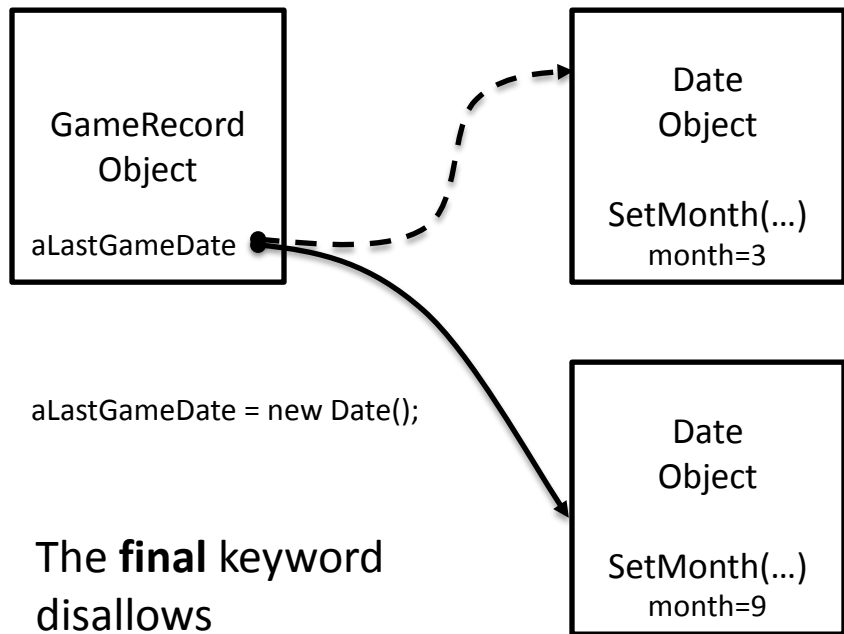 GameRecord
Object
aLastGameDate
Date
Object
SetMonth(...)
month=3
aLastGameDate = new Date();
Date
Object
SetMonth(...)
month=9
The final keyword
disallows